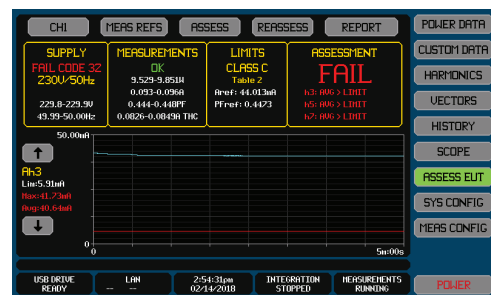 CH1 MEAS REFS ASSESS REASSESS REPORT POWER DATA
CUSTOM DATA
HARMONICS
VECTORS
HISTORY
SCOPE
ASSESS EUT
SYS CONFIG
MEAS CONFIG
POWER
SUPPLY
FAIL CODE 32
230V/50Hz
229.8-229.9V
49.99-50.00Hz
MEASUREMENTS
OK
9.529-9.851W
0.093-0.096A
0.444-0.448PF
0.0826-0.0849A THC
LIMITS
CLASS C
Table 2
Aref: 44.013mA
PFref: 0.4473
ASSESSMENT
FAIL
h3: AVG > LIMIT
h5: AVG > LIMIT
h7: AVG > LIMIT
50.00mA
Ah3
Lim:5.91mA
Max:41.73mA
Avg:40.64mA
0
0 5m:00s
USB DRIVE
READY
LAN
-- --
2:54:31pm
02/14/2018
INTEGRATION
STOPPED
MEASUREMENTS
RUNNING